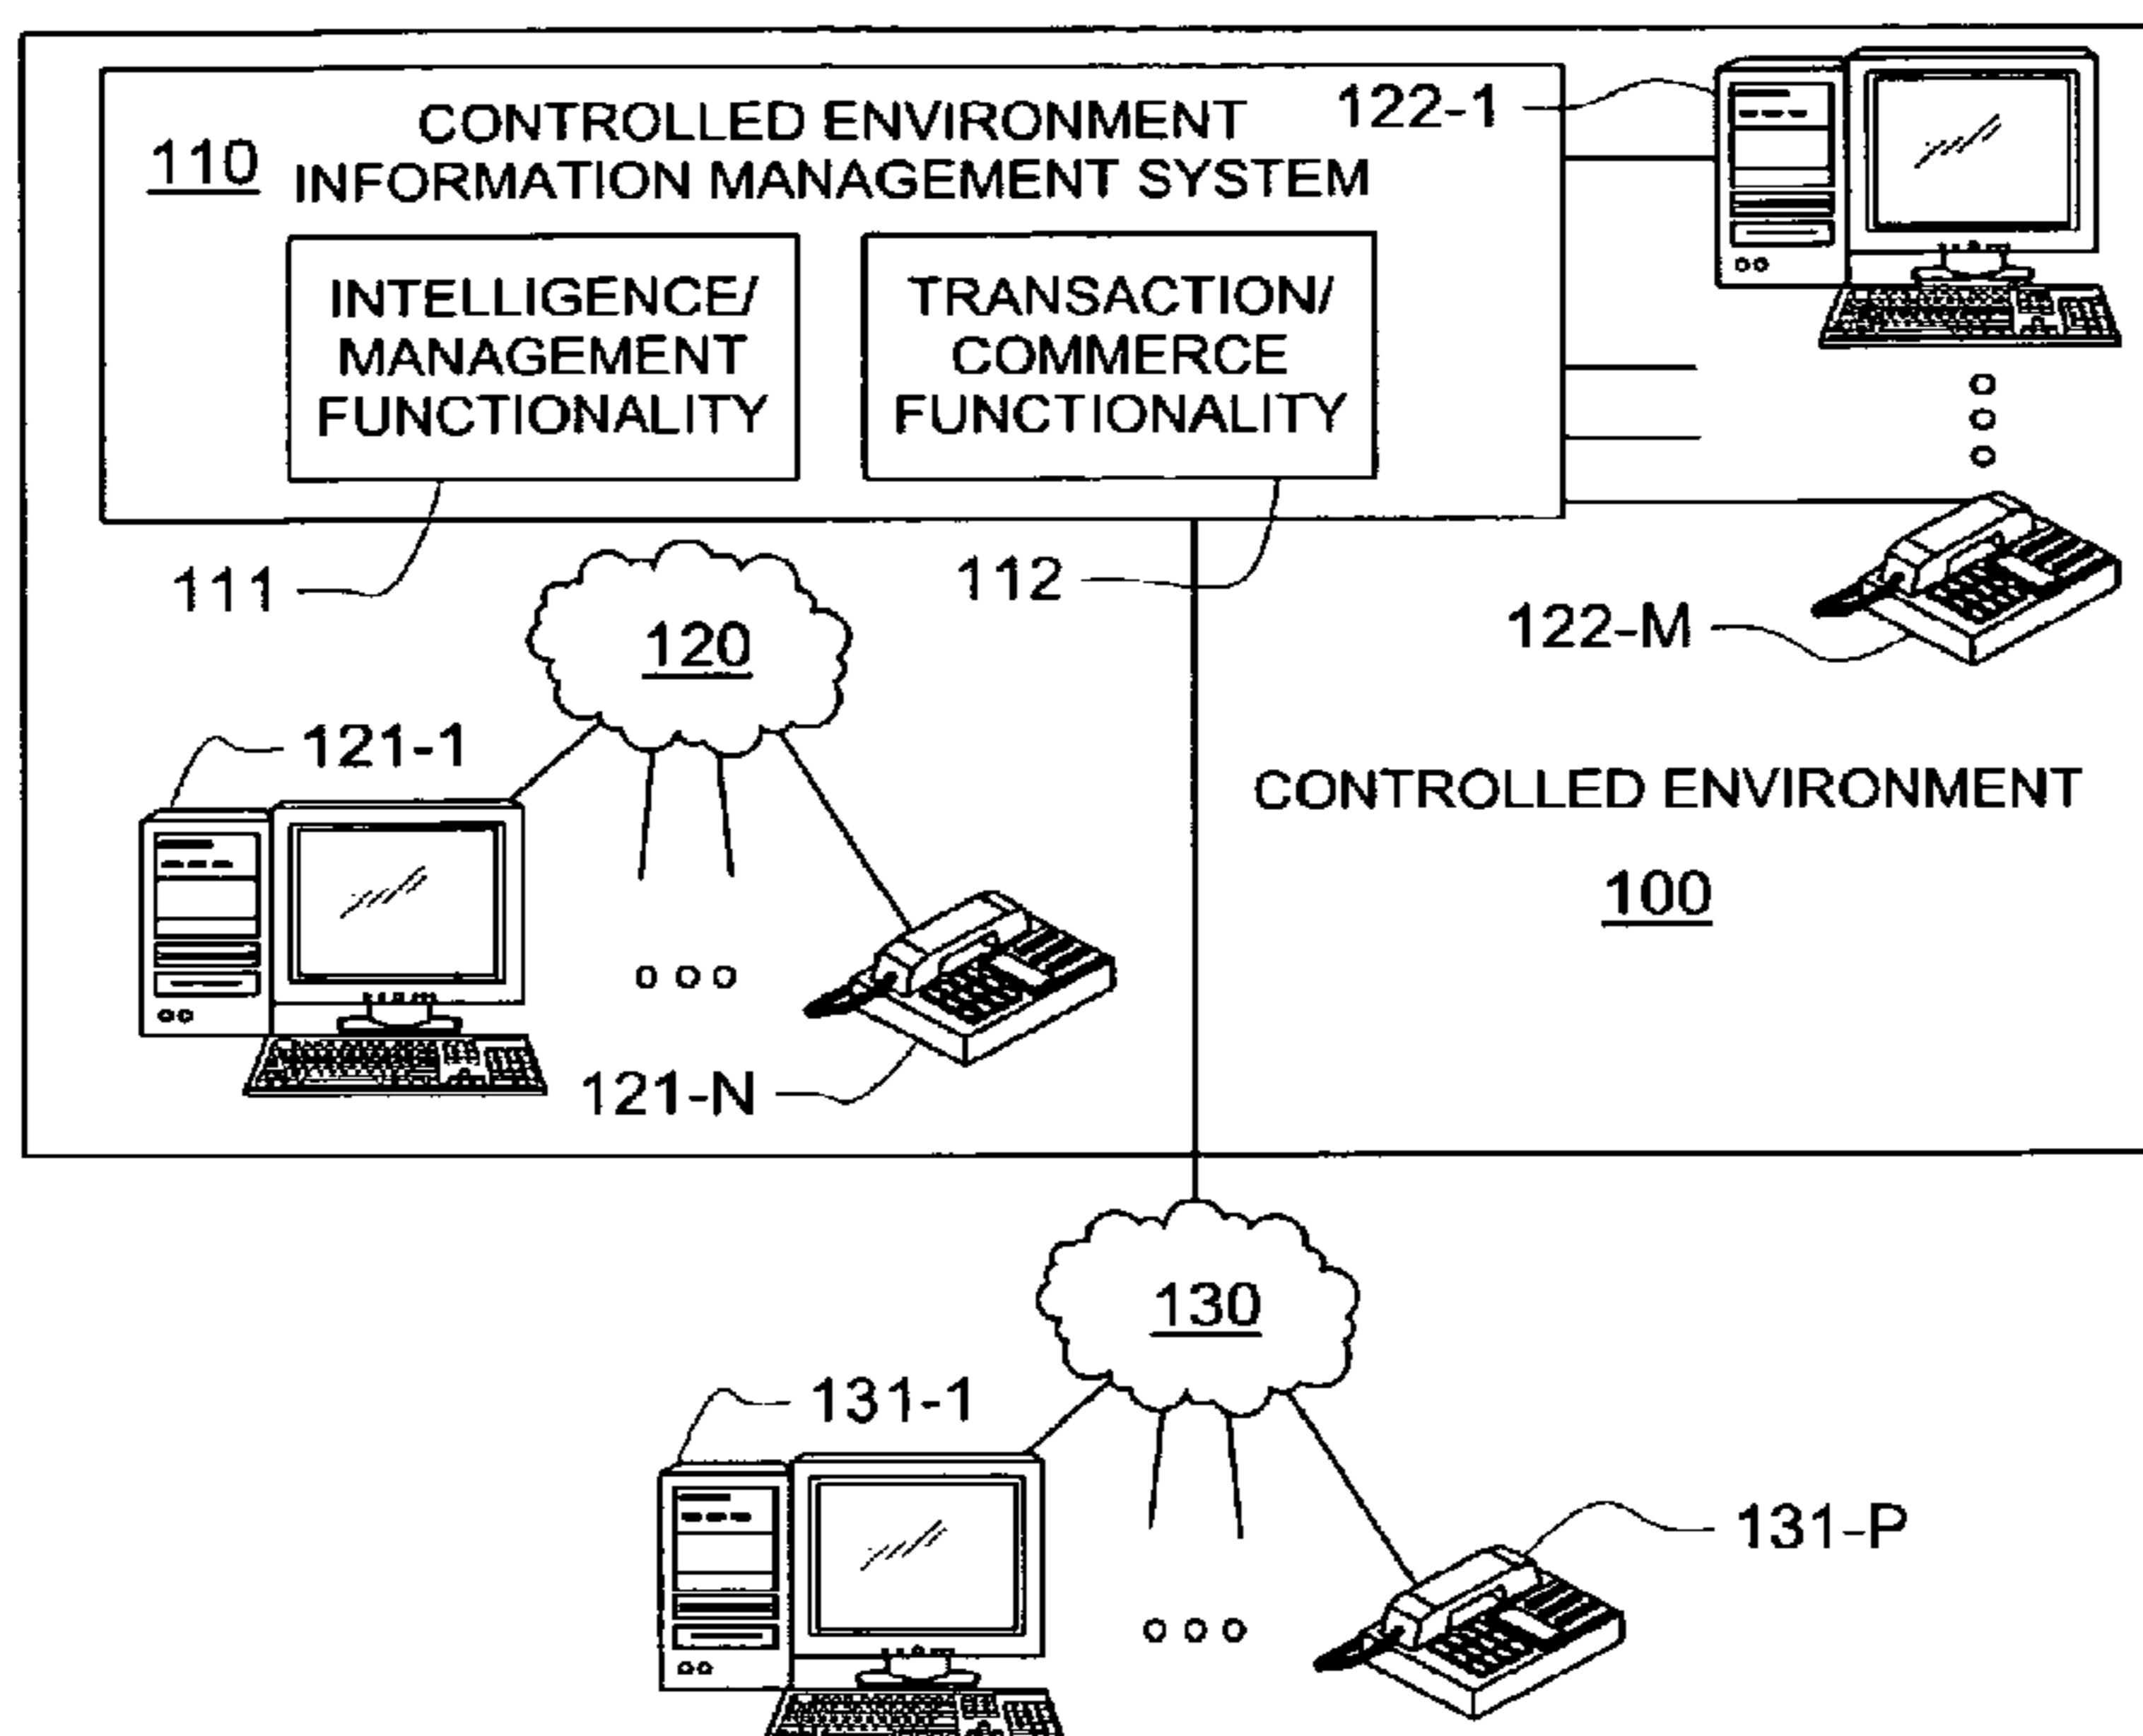 CONTROLLED ENVIRONMENT
110 INFORMATION MANAGEMENT SYSTEM
122-1
INTELLIGENCE/
MANAGEMENT
FUNCTIONALITY
TRANSACTION/
COMMERCE
FUNCTIONALITY
111
120
112
122-M
121-1
CONTROLLED ENVIRONMENT
100
121-N
130
131-1
131-P